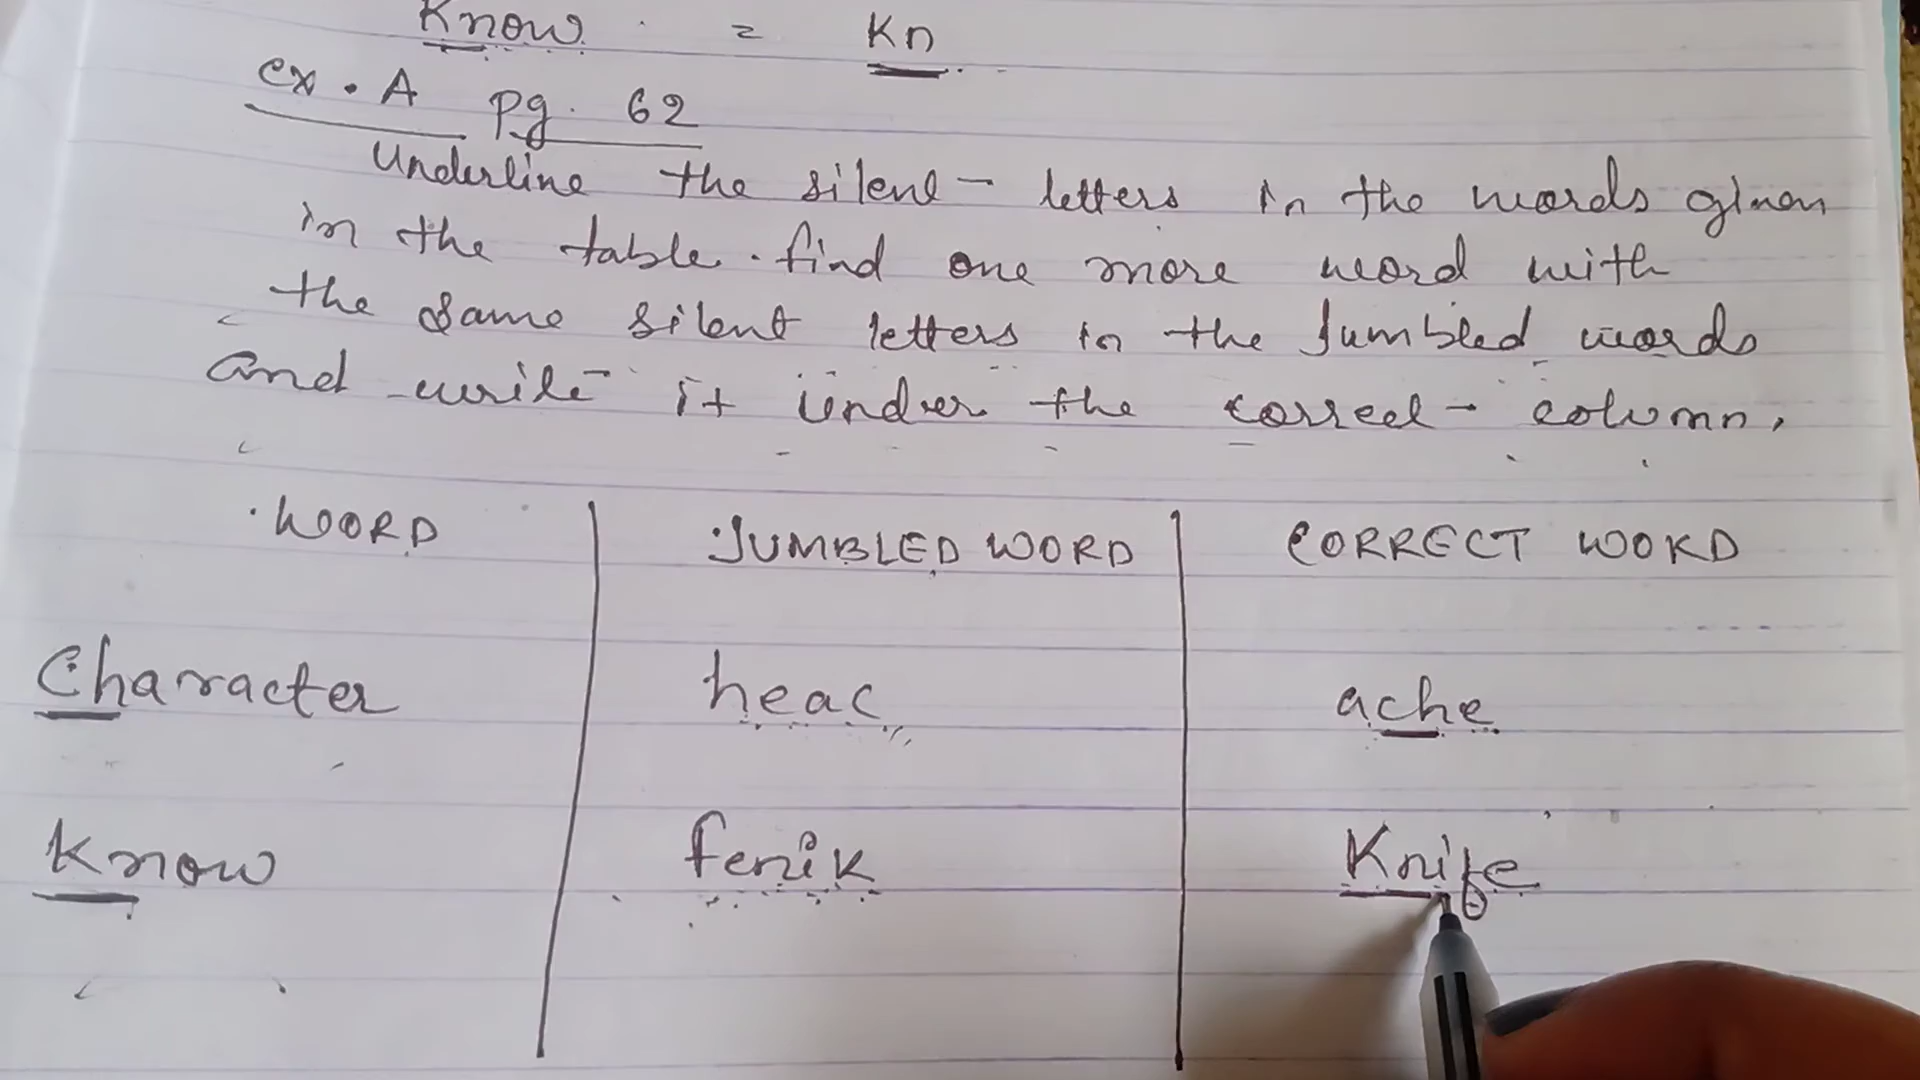 Know = Kn
ex. A pg. 62
Underline the silent letters in the words given
in the table. find one more word with
the same silent letters in the Jumbled words
and write it under the correct column.
WORD JUMBLED WORD CORRECT WORD
Character heac ache
Know fenik Knife